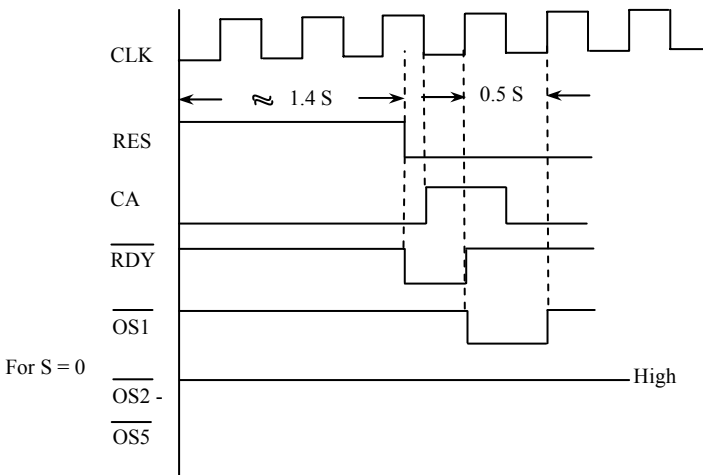 CLK
1.4 S
0.5 S
RES
CA
RDY
OS1
For S = 0
OS2 -
High
OS5